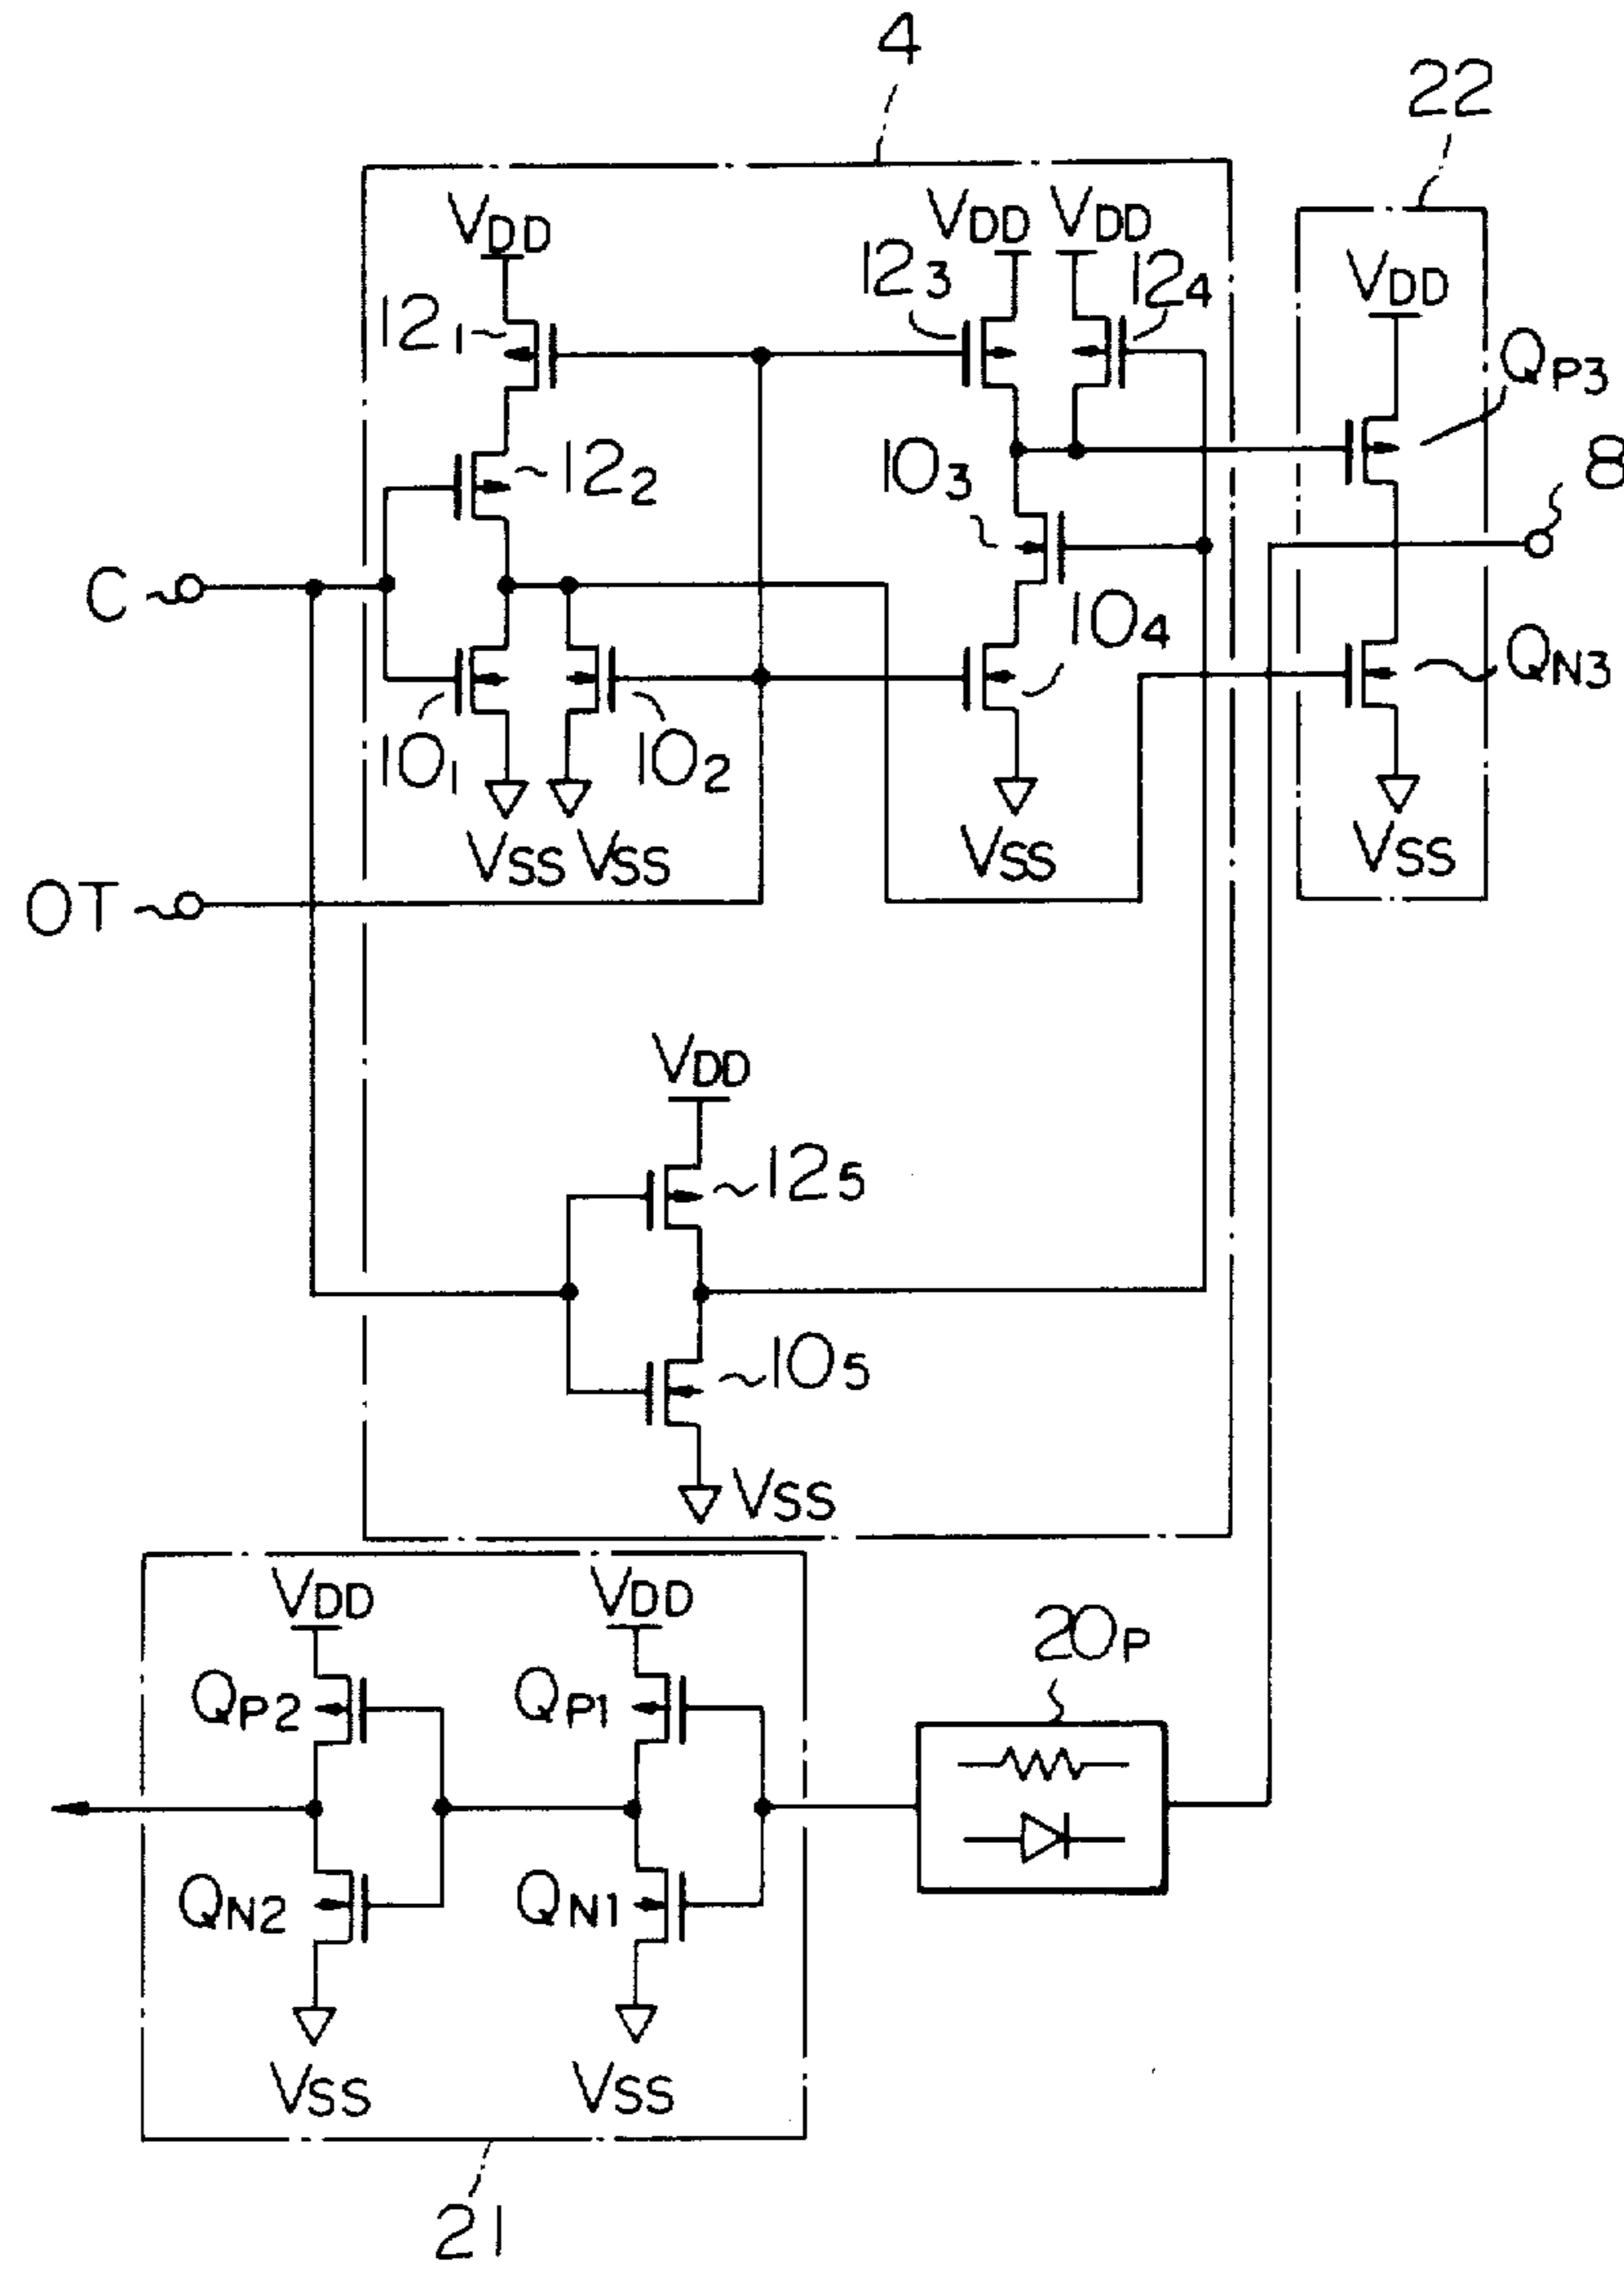 4
22
VDD
VDD VDD
12₃
12₄
VDD
12₁
QP3
12₂
10₃
8
C
10₄
QN3
10₁
10₂
VSS VSS
VSS
VSS
OT
VDD
12₅
10₅
VSS
VDD
VDD
20P
QP2
QP1
QN2
QN1
VSS
VSS
21